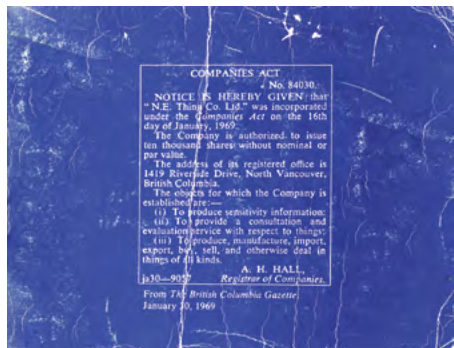 COMPANIES ACT
No. 84030.
NOTICE IS HEREBY GIVEN that
"N.E. Thing Co. Ltd." was incorporated
under the Companies Act on the 16th
day of January, 1969.
The Company is authorized to issue
ten thousand shares without nominal or
par value.
The address of its registered office is
1419 Riverside Drive, North Vancouver,
British Columbia.
The objects for which the Company is
established are:—
(i) To produce sensitivity information:
(ii) To provide a consultation and
evaluation service with respect to things:
(iii) To produce, manufacture, import,
export, buy, sell, and otherwise deal in
things of all kinds.
A. H. HALL,
ja30—9057 Registrar of Companies.
From The British Columbia Gazette
January 30, 1969